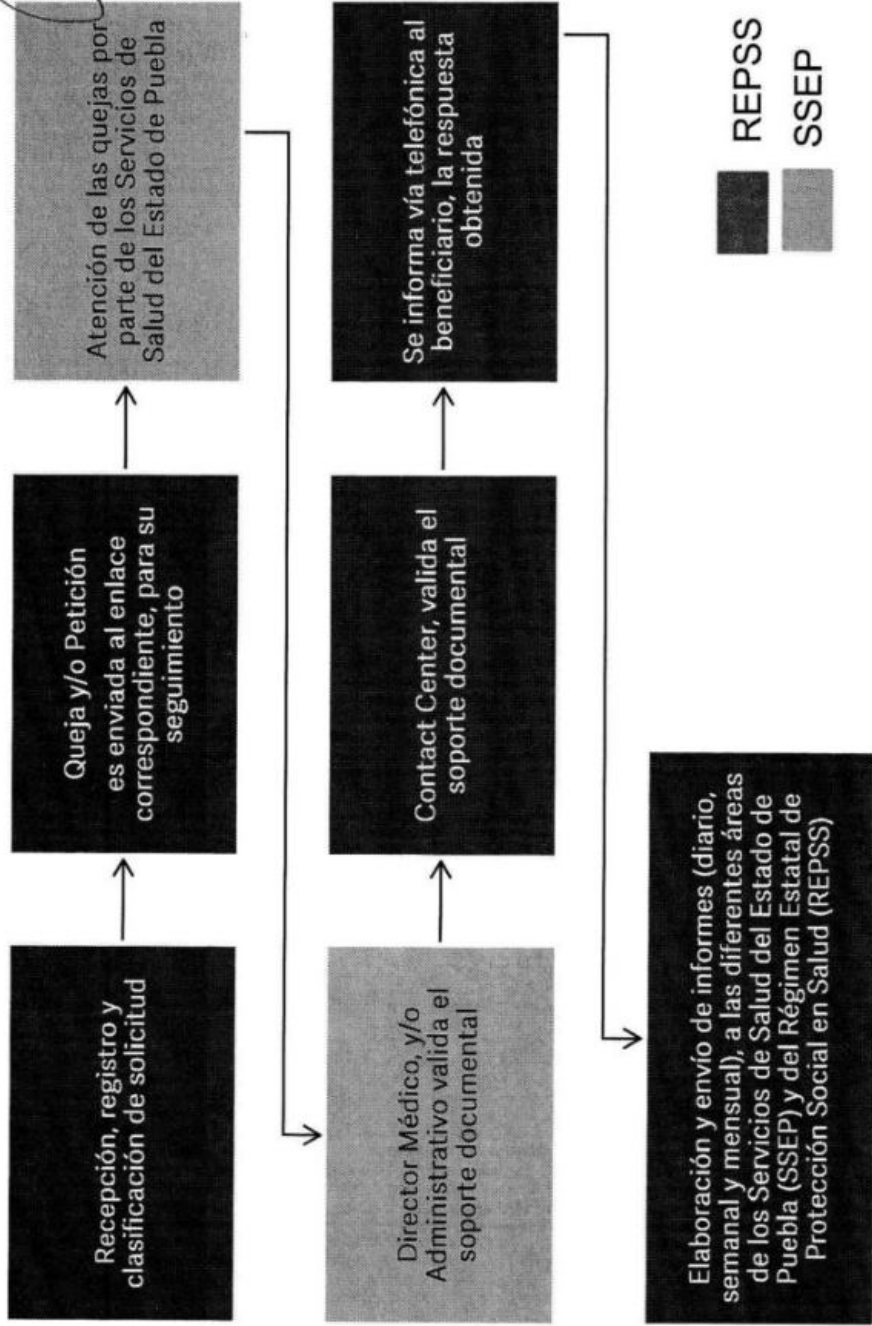 Recepción, registro y
clasificación de solicitud
Queja y/o Petición
es enviada al enlace
correspondiente, para su
seguimiento
Atención de las quejas por
parte de los Servicios de
Salud del Estado de Puebla
Director Médico, y/o
Administrativo valida el
soporte documental
Contact Center, valida el
soporte documental
Se informa vía telefónica al
beneficiario, la respuesta
obtenida
Elaboración y envío de informes (diario,
semanal y mensual), a las diferentes áreas
de los Servicios de Salud del Estado de
Puebla (SSEP) y del Régimen Estatal de
Protección Social en Salud (REPSS)
REPSS
SSEP